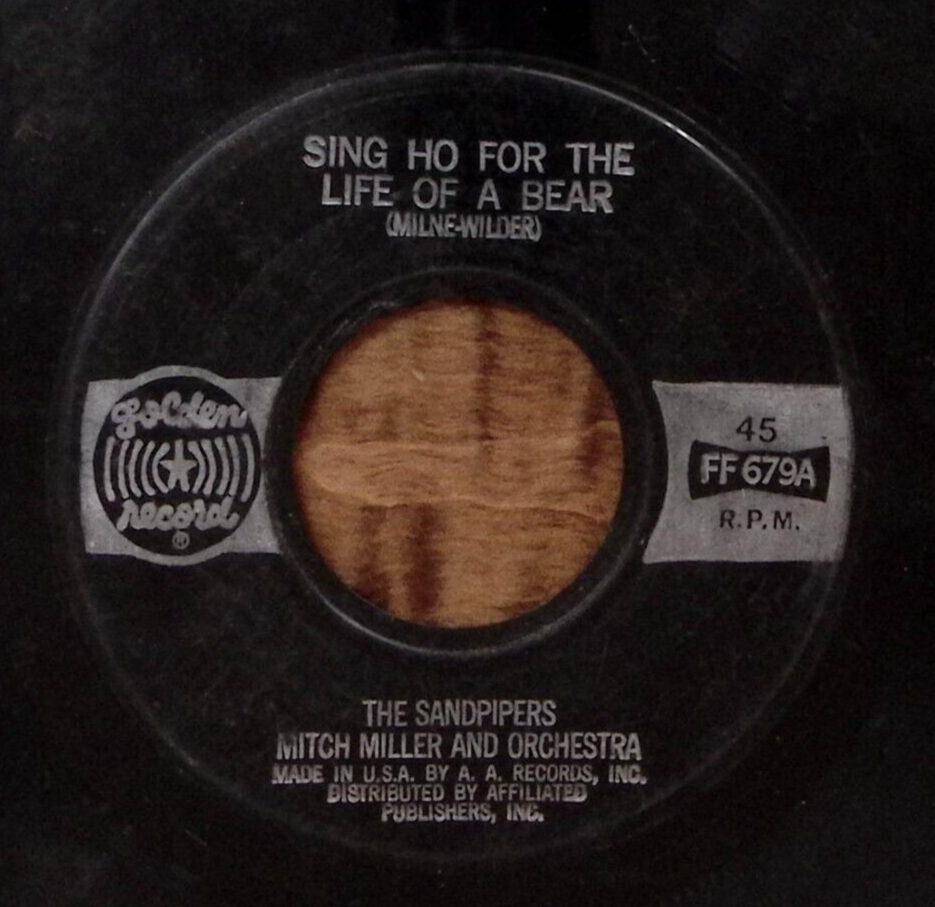 SING HO FOR THE
LIFE OF A BEAR
(MILNE-WILDER)
golden
record
®
45
FF 679A
R.P.M.
THE SANDPIPERS
MITCH MILLER AND ORCHESTRA
MADE IN U.S.A. BY A. A. RECORDS, INC.
DISTRIBUTED BY AFFILIATED
PUBLISHERS, INC.